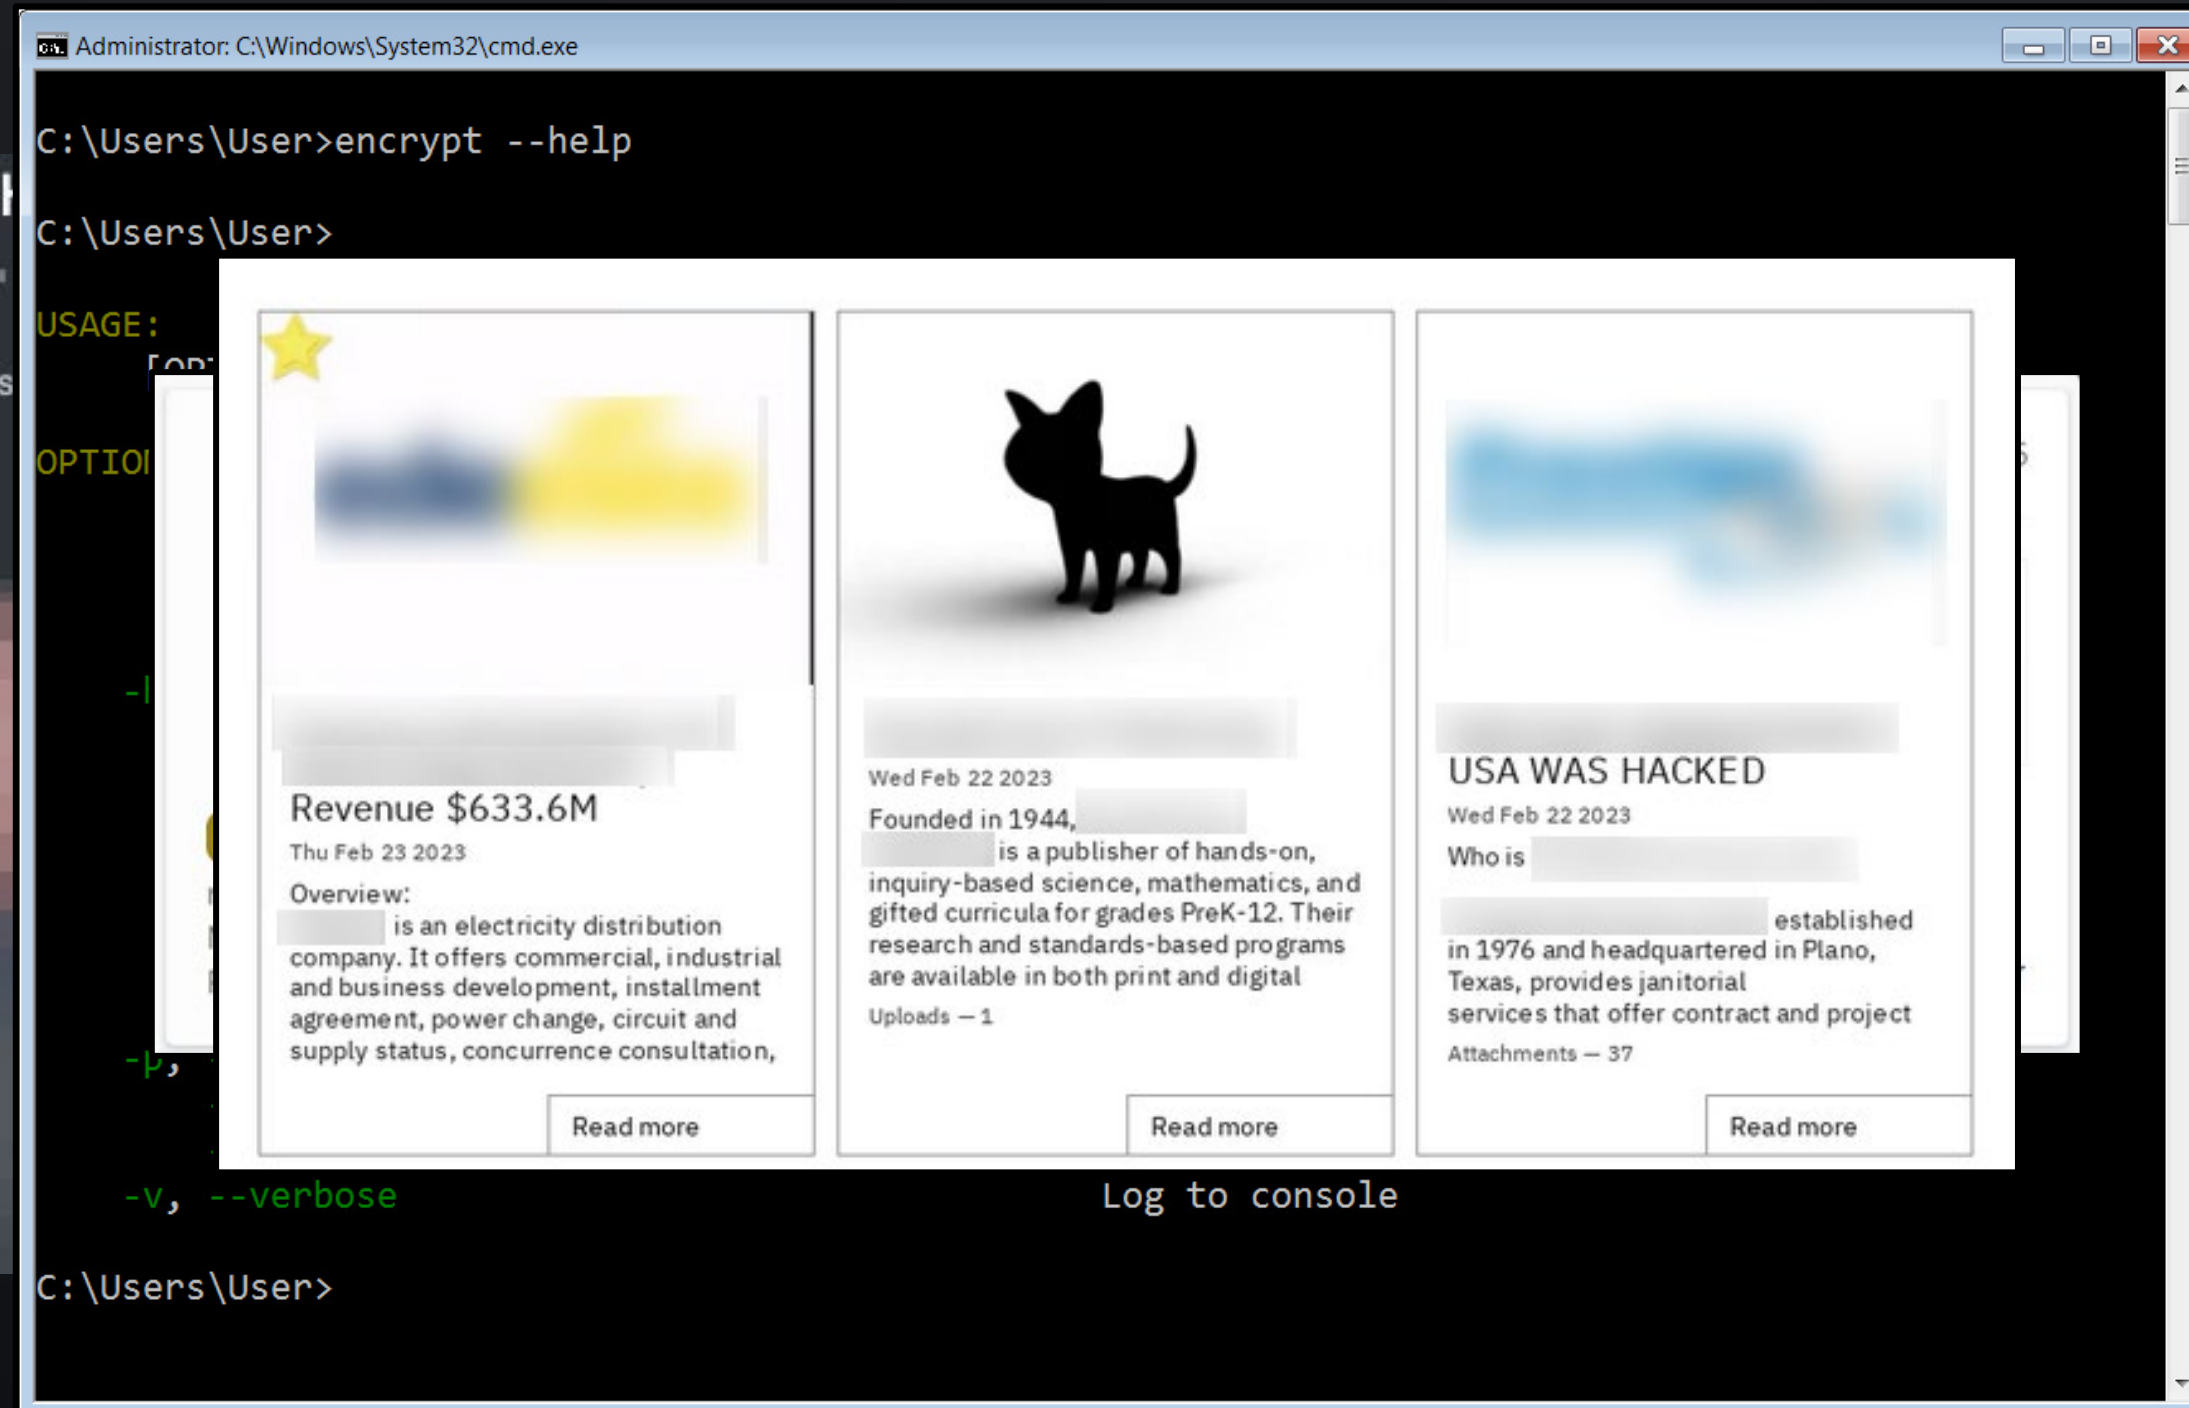 Administrator: C:\Windows\System32\cmd.exe
C:\Users\User>encrypt --help
C:\Users\User>
USAGE:
[OPT
OPTION
Revenue $633.6M
Thu Feb 23 2023
Overview:
is an electricity distribution
company. It offers commercial, industrial
and business development, installment
agreement, power change, circuit and
supply status, concurrence consultation,
Read more
Wed Feb 22 2023
Founded in 1944,
is a publisher of hands-on,
inquiry-based science, mathematics, and
gifted curricula for grades PreK-12. Their
research and standards-based programs
are available in both print and digital
Uploads — 1
Read more
USA WAS HACKED
Wed Feb 22 2023
Who is
established
in 1976 and headquartered in Plano,
Texas, provides janitorial
services that offer contract and project
Attachments — 37
Read more
-p,
-v, --verbose Log to console
C:\Users\User>